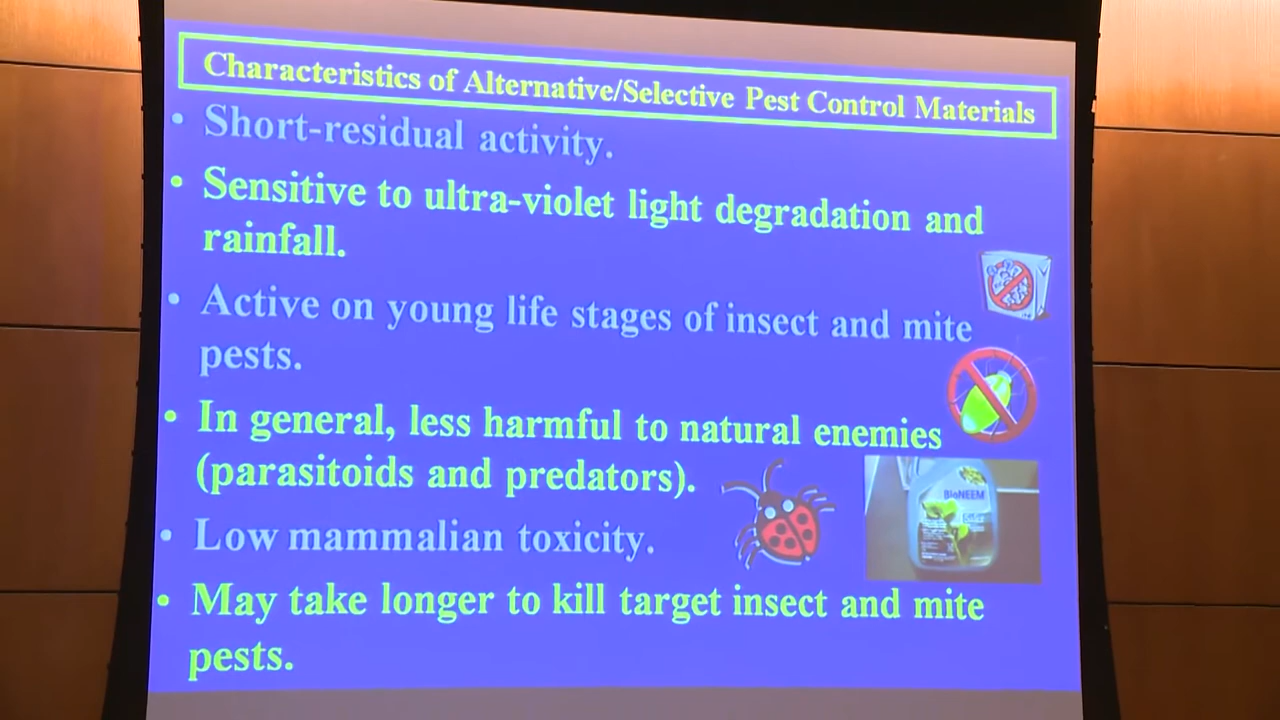 Characteristics of Alternative/Selective Pest Control Materials
• Short-residual activity.
• Sensitive to ultra-violet light degradation and
rainfall.
• Active on young life stages of insect and mite
pests.
• In general, less harmful to natural enemies
(parasitoids and predators).
BioNEEM
• Low mammalian toxicity.
• May take longer to kill target insect and mite
pests.